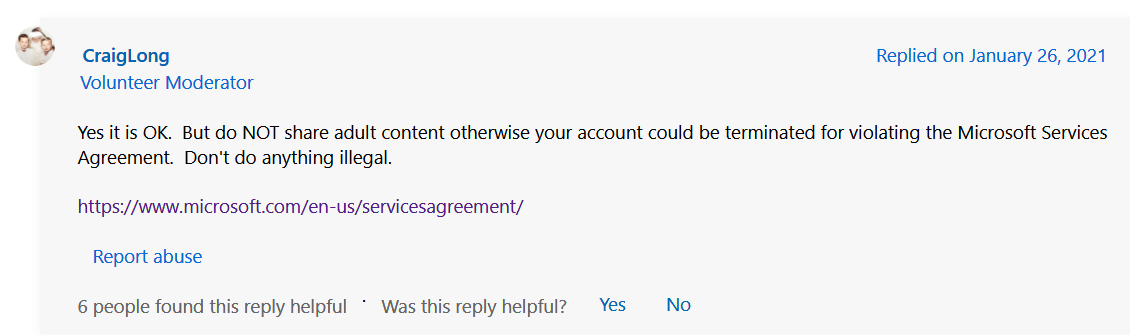 CraigLong
Replied on January 26, 2021
Volunteer Moderator
Yes it is OK.  But do NOT share adult content otherwise your account could be terminated for violating the Microsoft Services
Agreement.  Don't do anything illegal.
https://www.microsoft.com/en-us/servicesagreement/
Report abuse
6 people found this reply helpful · Was this reply helpful? Yes No